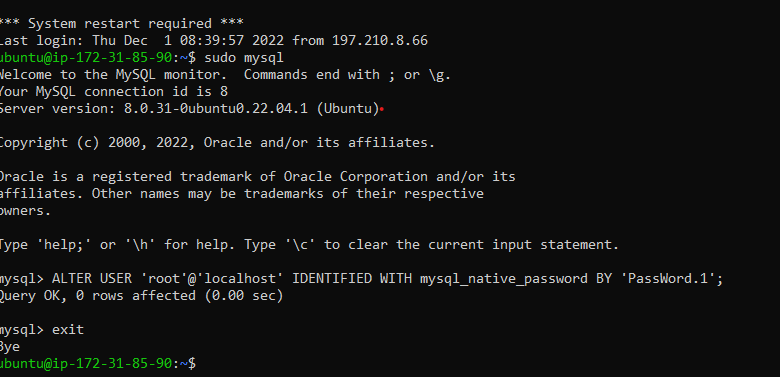 *** System restart required ***
Last login: Thu Dec  1 08:39:57 2022 from 197.210.8.66
ubuntu@ip-172-31-85-90:~$ sudo mysql
Welcome to the MySQL monitor.  Commands end with ; or \g.
Your MySQL connection id is 8
Server version: 8.0.31-0ubuntu0.22.04.1 (Ubuntu)
Copyright (c) 2000, 2022, Oracle and/or its affiliates.
Oracle is a registered trademark of Oracle Corporation and/or its
affiliates. Other names may be trademarks of their respective
owners.
Type 'help;' or '\h' for help. Type '\c' to clear the current input statement.
mysql> ALTER USER 'root'@'localhost' IDENTIFIED WITH mysql_native_password BY 'PassWord.1';
Query OK, 0 rows affected (0.00 sec)
mysql> exit
Bye
ubuntu@ip-172-31-85-90:~$